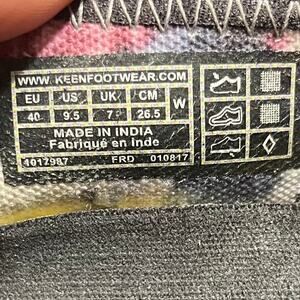 WWW.KEENFOOTWEAR.COM
EU US UK CM W
40 9.5 7 26.5
MADE IN INDIA
Fabriqué en Inde
4017987 FRD 010817